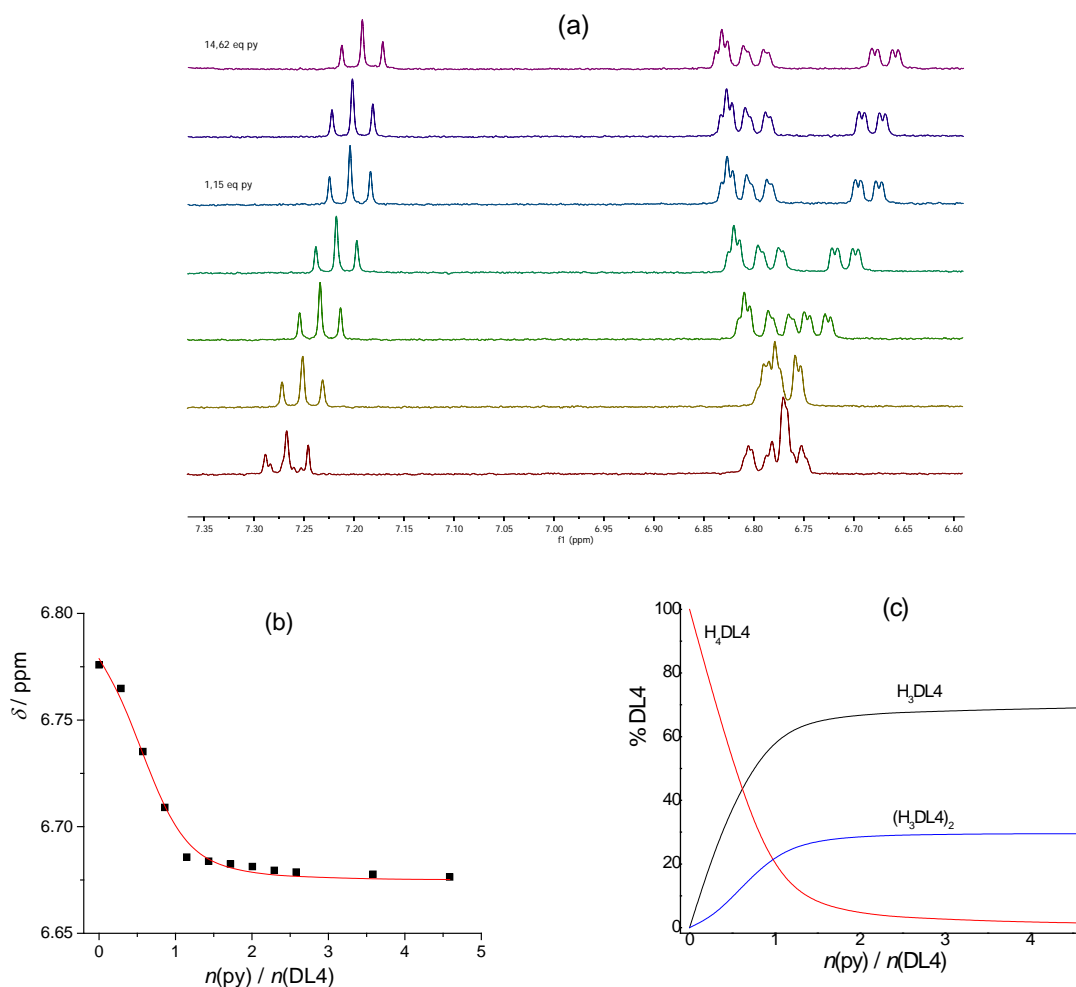 (a)
14,62 eq py
1,15 eq py
7.35 7.30 7.25 7.20 7.15 7.10 7.05 7.00 6.95 6.90 6.85 6.80 6.75 6.70 6.65 6.60
f1 (ppm)
(b)
6.80
6.75
6.70
6.65
δ / ppm
0 1 2 3 4 5
n(py) / n(DL4)
(c)
100
80
60
40
20
0
% DL4
H4DL4
H3DL4
(H3DL4)2
0 1 2 3 4
n(py) / n(DL4)